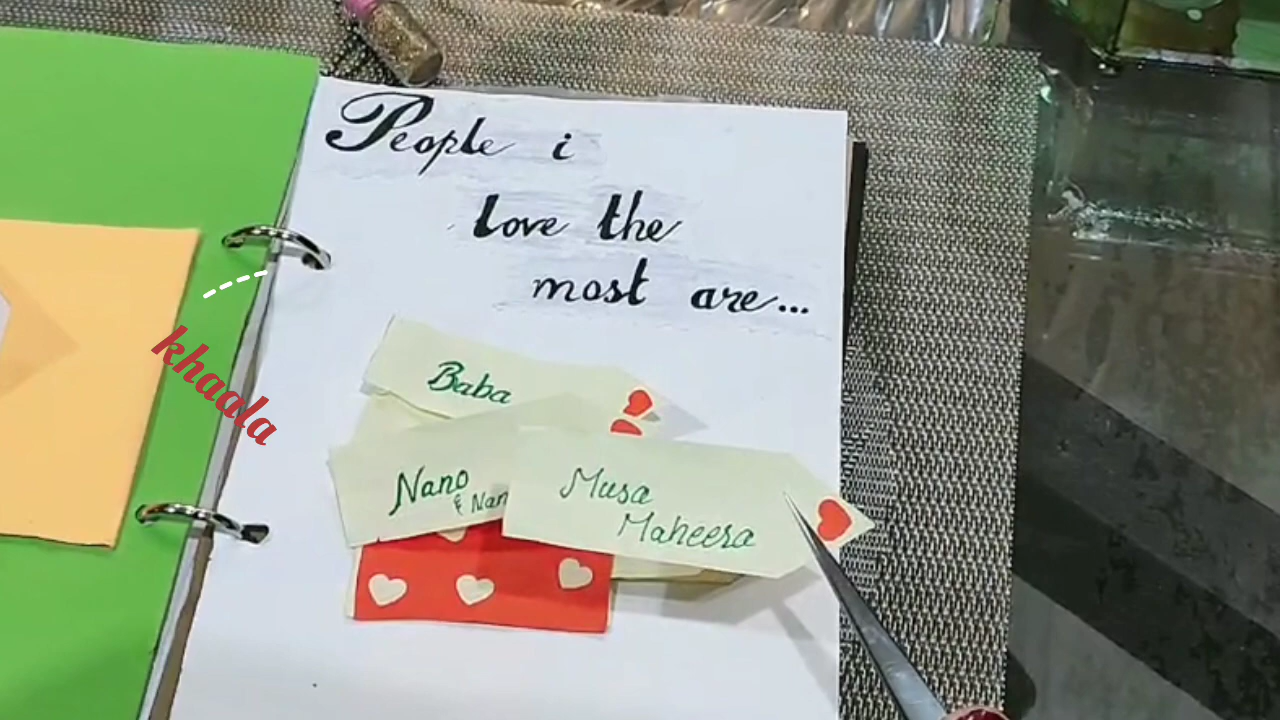 People i
love the
most are...
khaala
Baba
Nano
&
Musa
Maheera